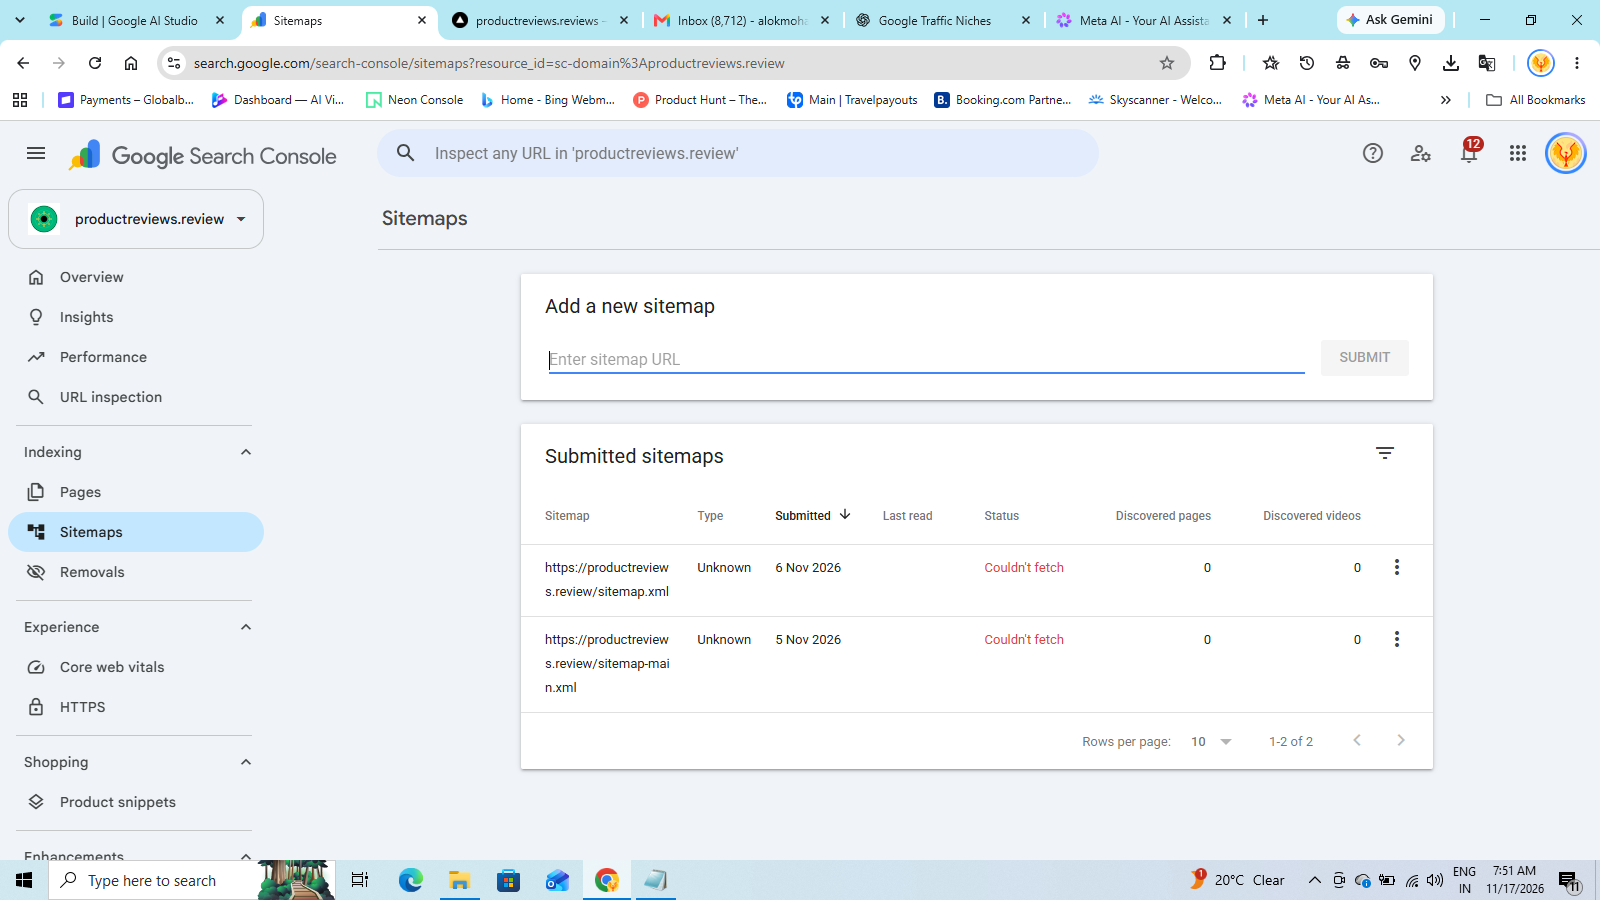 Build | Google AI Studio
Sitemaps
productreviews.reviews –
Inbox (8,712) - alokmoha
Google Traffic Niches
Meta AI - Your AI Assista
Ask Gemini
search.google.com/search-console/sitemaps?resource_id=sc-domain%3Aproductreviews.review
Payments – Globalb...
Dashboard — AI Vi...
Neon Console
Home - Bing Webm...
Product Hunt – The...
Main | Travelpayouts
Booking.com Partne...
Skyscanner - Welco...
Meta AI - Your AI As...
All Bookmarks
Google Search Console
Inspect any URL in 'productreviews.review'
12
productreviews.review
Sitemaps
Overview
Insights
Performance
URL inspection
Indexing
Pages
Sitemaps
Removals
Experience
Core web vitals
HTTPS
Shopping
Product snippets
Enhancements
Add a new sitemap
Enter sitemap URL
SUBMIT
Submitted sitemaps
Sitemap Type Submitted Last read Status Discovered pages Discovered videos
https://productreview
s.review/sitemap.xml
Unknown 6 Nov 2026 Couldn't fetch 0 0
https://productreview
s.review/sitemap-mai
n.xml
Unknown 5 Nov 2026 Couldn't fetch 0 0
Rows per page: 10 1-2 of 2
Type here to search
1
20°C Clear
ENG
IN
7:51 AM
11/17/2026
11